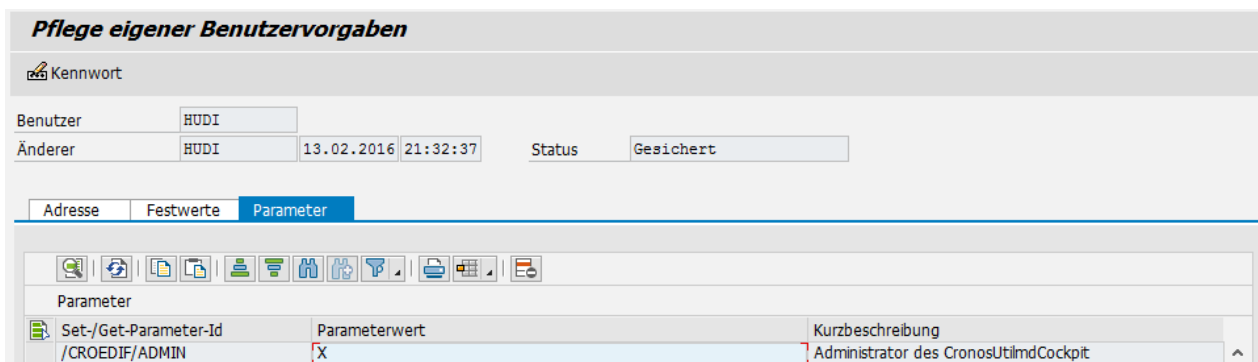 Pflege eigener Benutzervorgaben
Kennwort
Benutzer HUDI
Änderer HUDI 13.02.2016 21:32:37 Status Gesichert
Adresse Festwerte Parameter
Parameter
Set-/Get-Parameter-Id Parameterwert Kurzbeschreibung
/CROEDIF/ADMIN X Administrator des CronosUtilmdCockpit